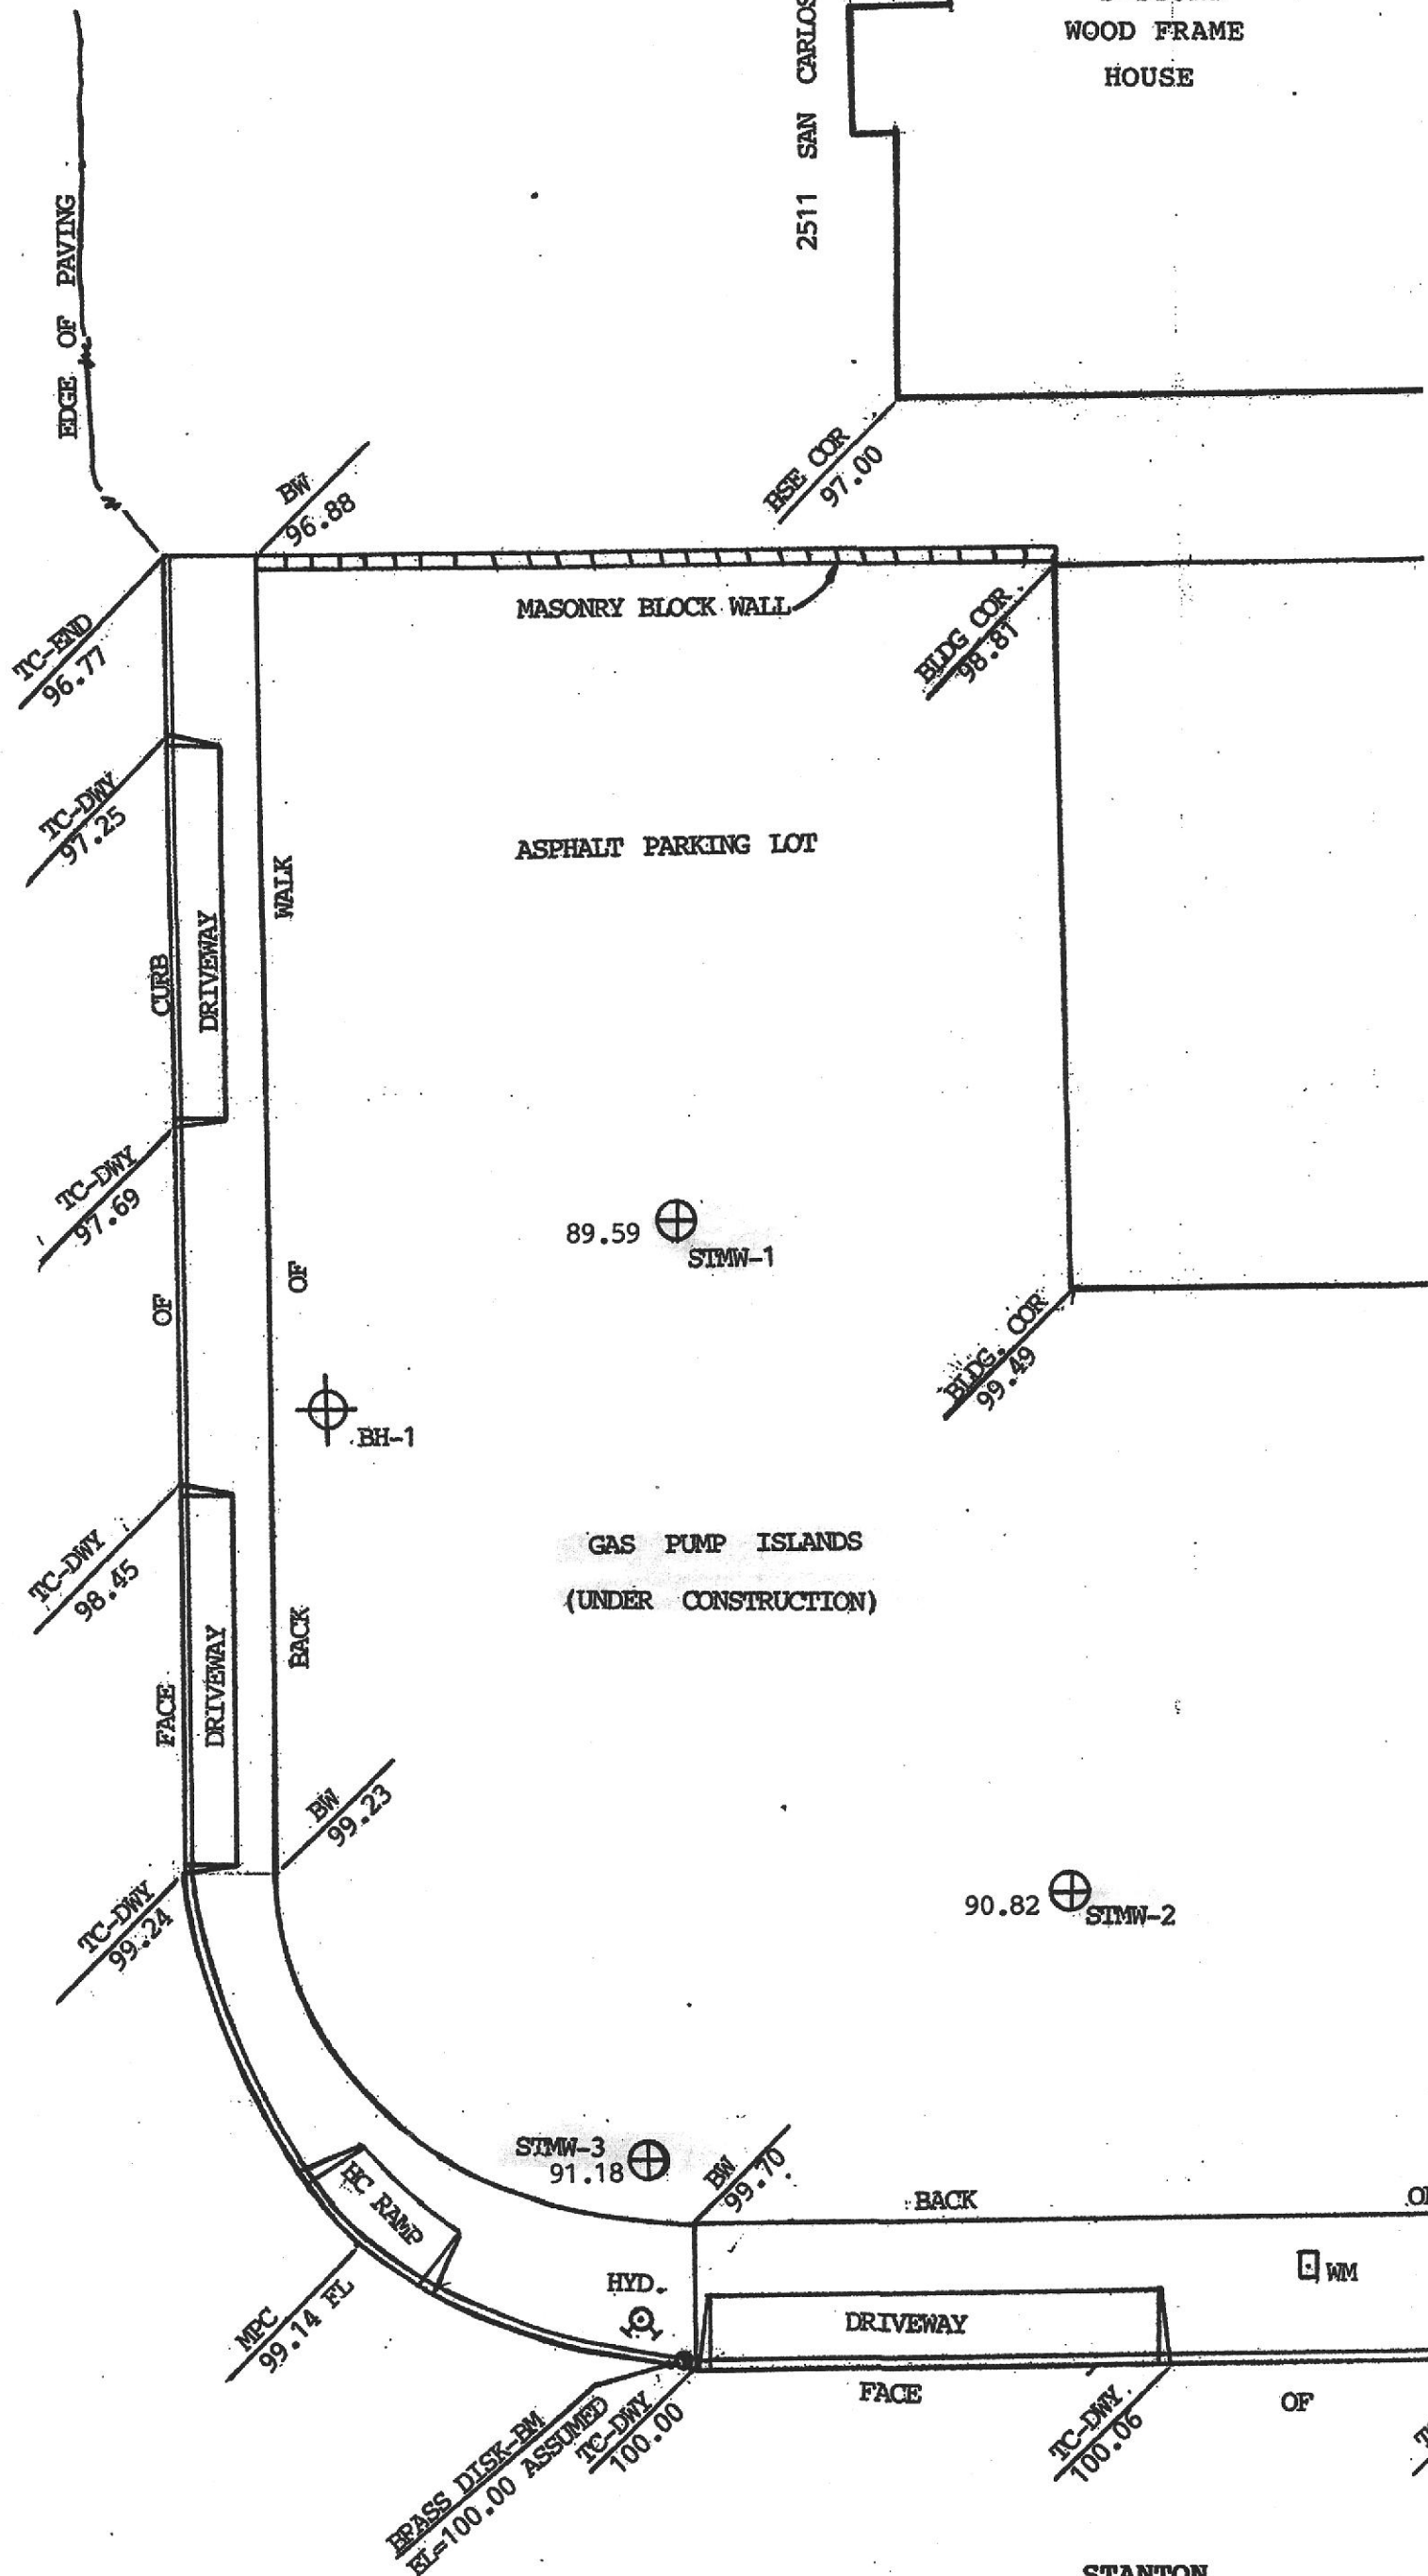 WOOD FRAME
HOUSE
2511 SAN CARLOS
EDGE OF PAVING
BW
96.88
HSE COR
97.00
MASONRY BLOCK WALL
TC-END
96.77
BLDG COR.
98.81
TC-DWY
97.25
ASPHALT PARKING LOT
WALK
DRIVEWAY
CURB
TC-DWY
97.69
89.59
STMW-1
OF
OF
BLDG. COR
99.49
BH-1
TC-DWY
98.45
GAS PUMP ISLANDS
(UNDER CONSTRUCTION)
BACK
DRIVEWAY
FACE
BW
99.23
TC-DWY
99.24
90.82
STMW-2
STMW-3
91.18
BW
99.70
HC RAMP
BACK
WM
HYD.
MPC
99.14 FL
DRIVEWAY
FACE
OF
BRASS DISK-BM
EL=100.00 ASSUMED
TC-DWY
100.00
TC-DWY.
100.06
STANTON